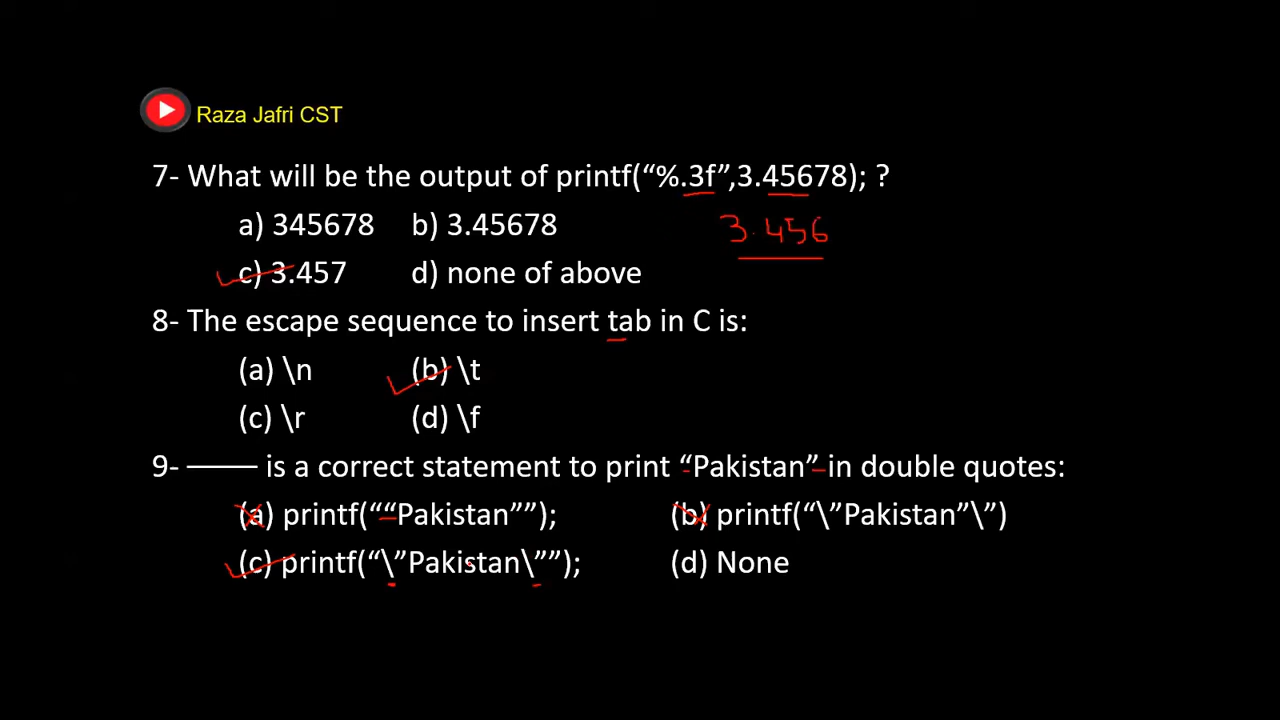 Raza Jafri CST
7- What will be the output of printf(“%.3f”,3.45678); ?
a) 345678 b) 3.45678
3.456
c) 3.457 d) none of above
8- The escape sequence to insert tab in C is:
(a) \n (b) \t
(c) \r (d) \f
9- ――― is a correct statement to print “Pakistan” in double quotes:
(a) printf(““Pakistan””); (b) printf(“\”Pakistan”\”)
(c) printf(“\”Pakistan\””); (d) None